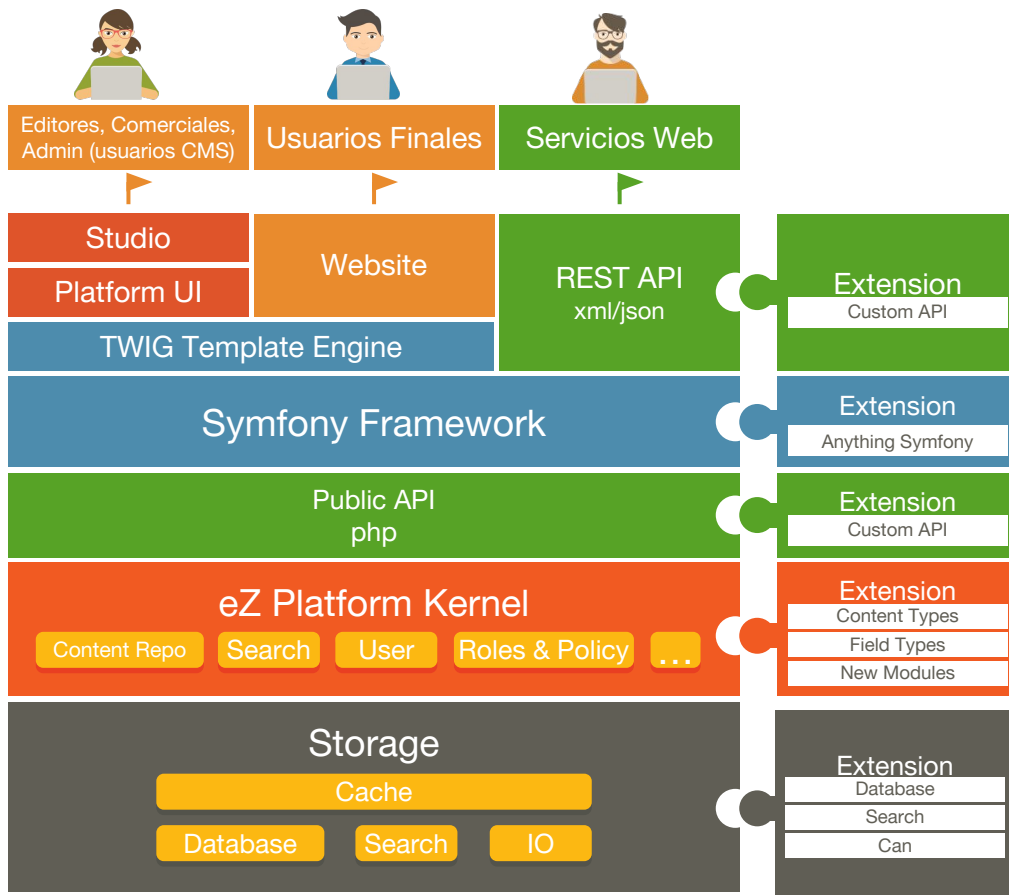 Editores, Comerciales,
Admin (usuarios CMS)
Usuarios Finales
Servicios Web
Studio
Platform UI
Website
REST API
xml/json
TWIG Template Engine
Extension
Custom API
Symfony Framework
Extension
Anything Symfony
Public API
php
Extension
Custom API
eZ Platform Kernel
Content Repo
Search
User
Roles & Policy
...
Extension
Content Types
Field Types
New Modules
Storage
Cache
Database
Search
IO
Extension
Database
Search
Can